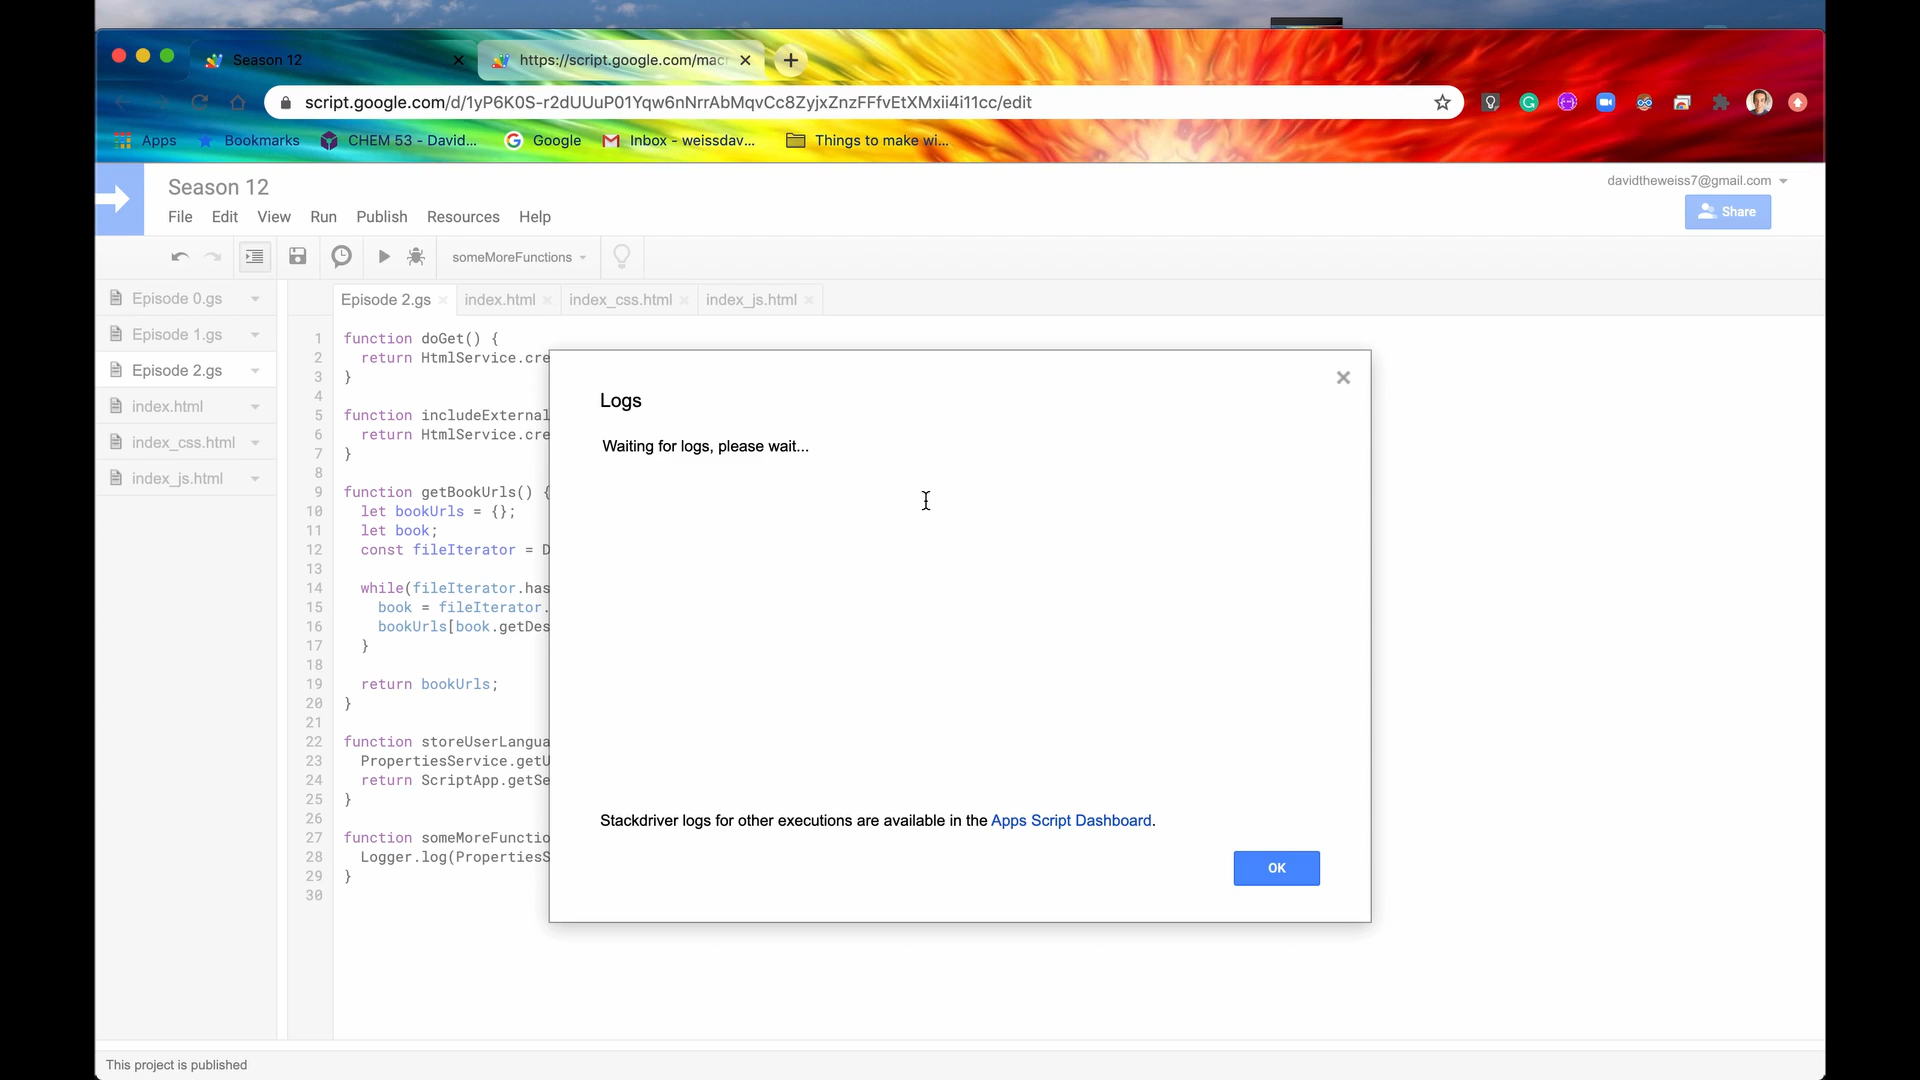 Season 12
https://script.google.com/mac
script.google.com/d/1yP6K0S-r2dUUuP01Yqw6nNrrAbMqvCc8ZyjxZnzFFfvEtXMxii4i11cc/edit
Apps
Bookmarks
CHEM 53 - David...
Google
Inbox - weissdav...
Things to make wi...
Season 12
davidtheweiss7@gmail.com
File Edit View Run Publish Resources Help
Share
someMoreFunctions
Episode 0.gs
Episode 1.gs
Episode 2.gs
index.html
index_css.html
index_js.html
Episode 2.gs
index.html
index_css.html
index_js.html
1 function doGet() {
2 return HtmlService.cre
3 }
4
5 function includeExternal
6 return HtmlService.cre
7 }
8
9 function getBookUrls() {
10 let bookUrls = {};
11 let book;
12 const fileIterator = D
13
14 while(fileIterator.has
15 book = fileIterator.
16 bookUrls[book.getDes
17 }
18
19 return bookUrls;
20 }
21
22 function storeUserLangua
23 PropertiesService.getU
24 return ScriptApp.getSe
25 }
26
27 function someMoreFunctio
28 Logger.log(PropertiesS
29 }
30
Logs
Waiting for logs, please wait...
Stackdriver logs for other executions are available in the Apps Script Dashboard.
OK
This project is published